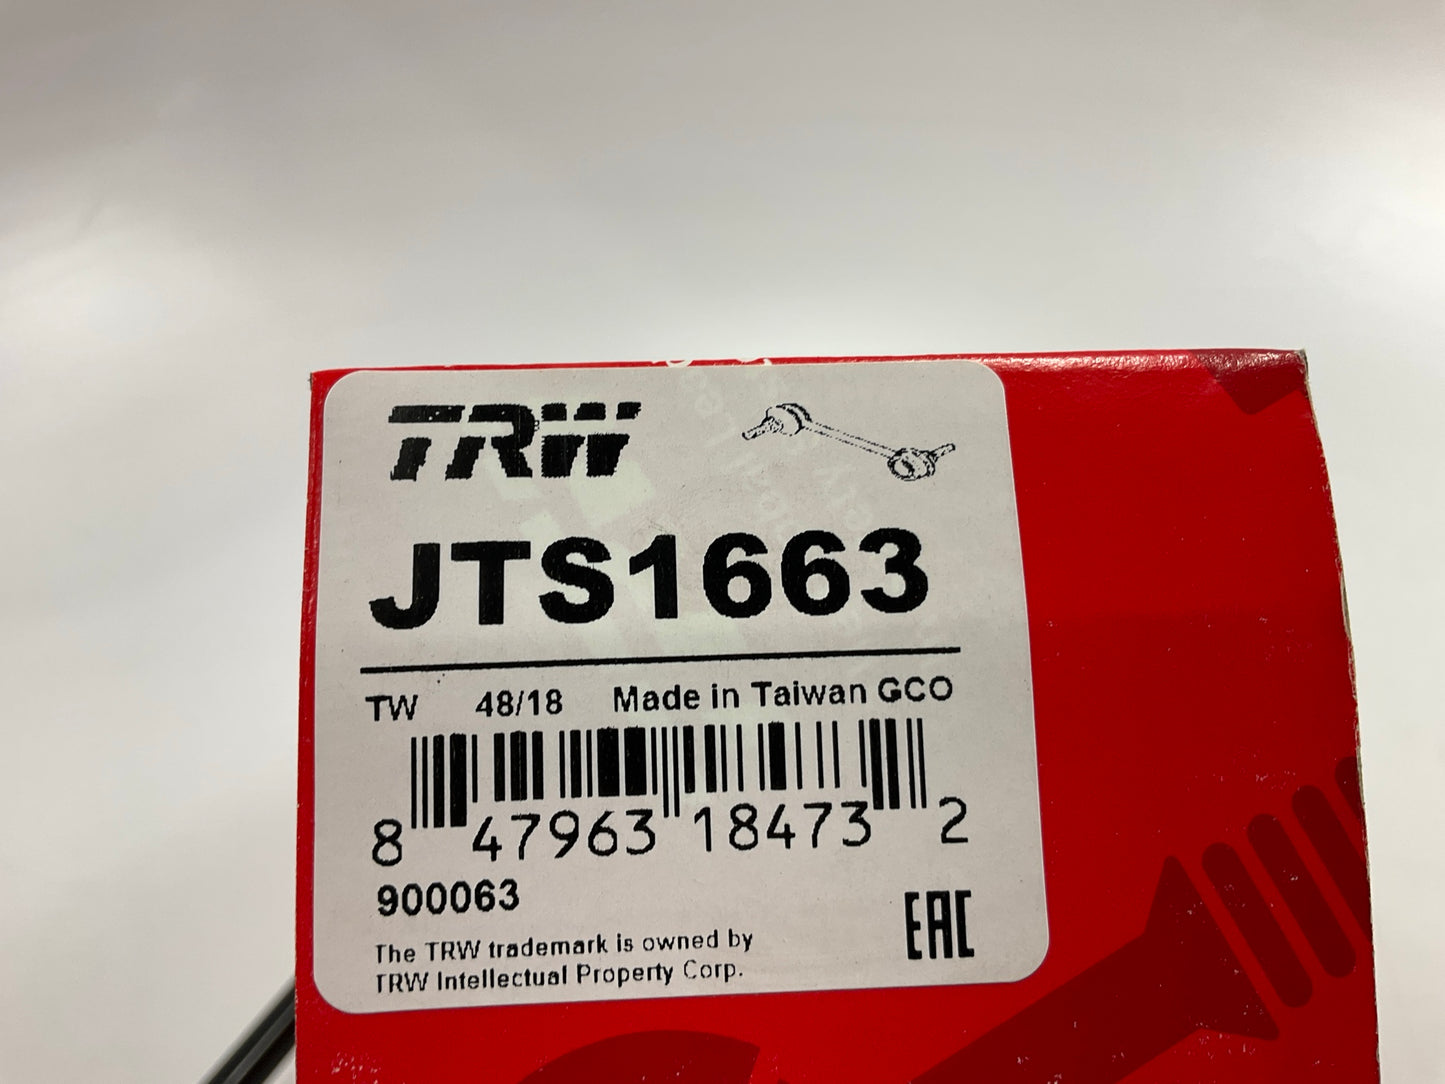 TRW
JTS1663
TW 48/18 Made in Taiwan GCO
8 47963 18473 2
900063
EAC
The TRW trademark is owned by
TRW Intellectual Property Corp.